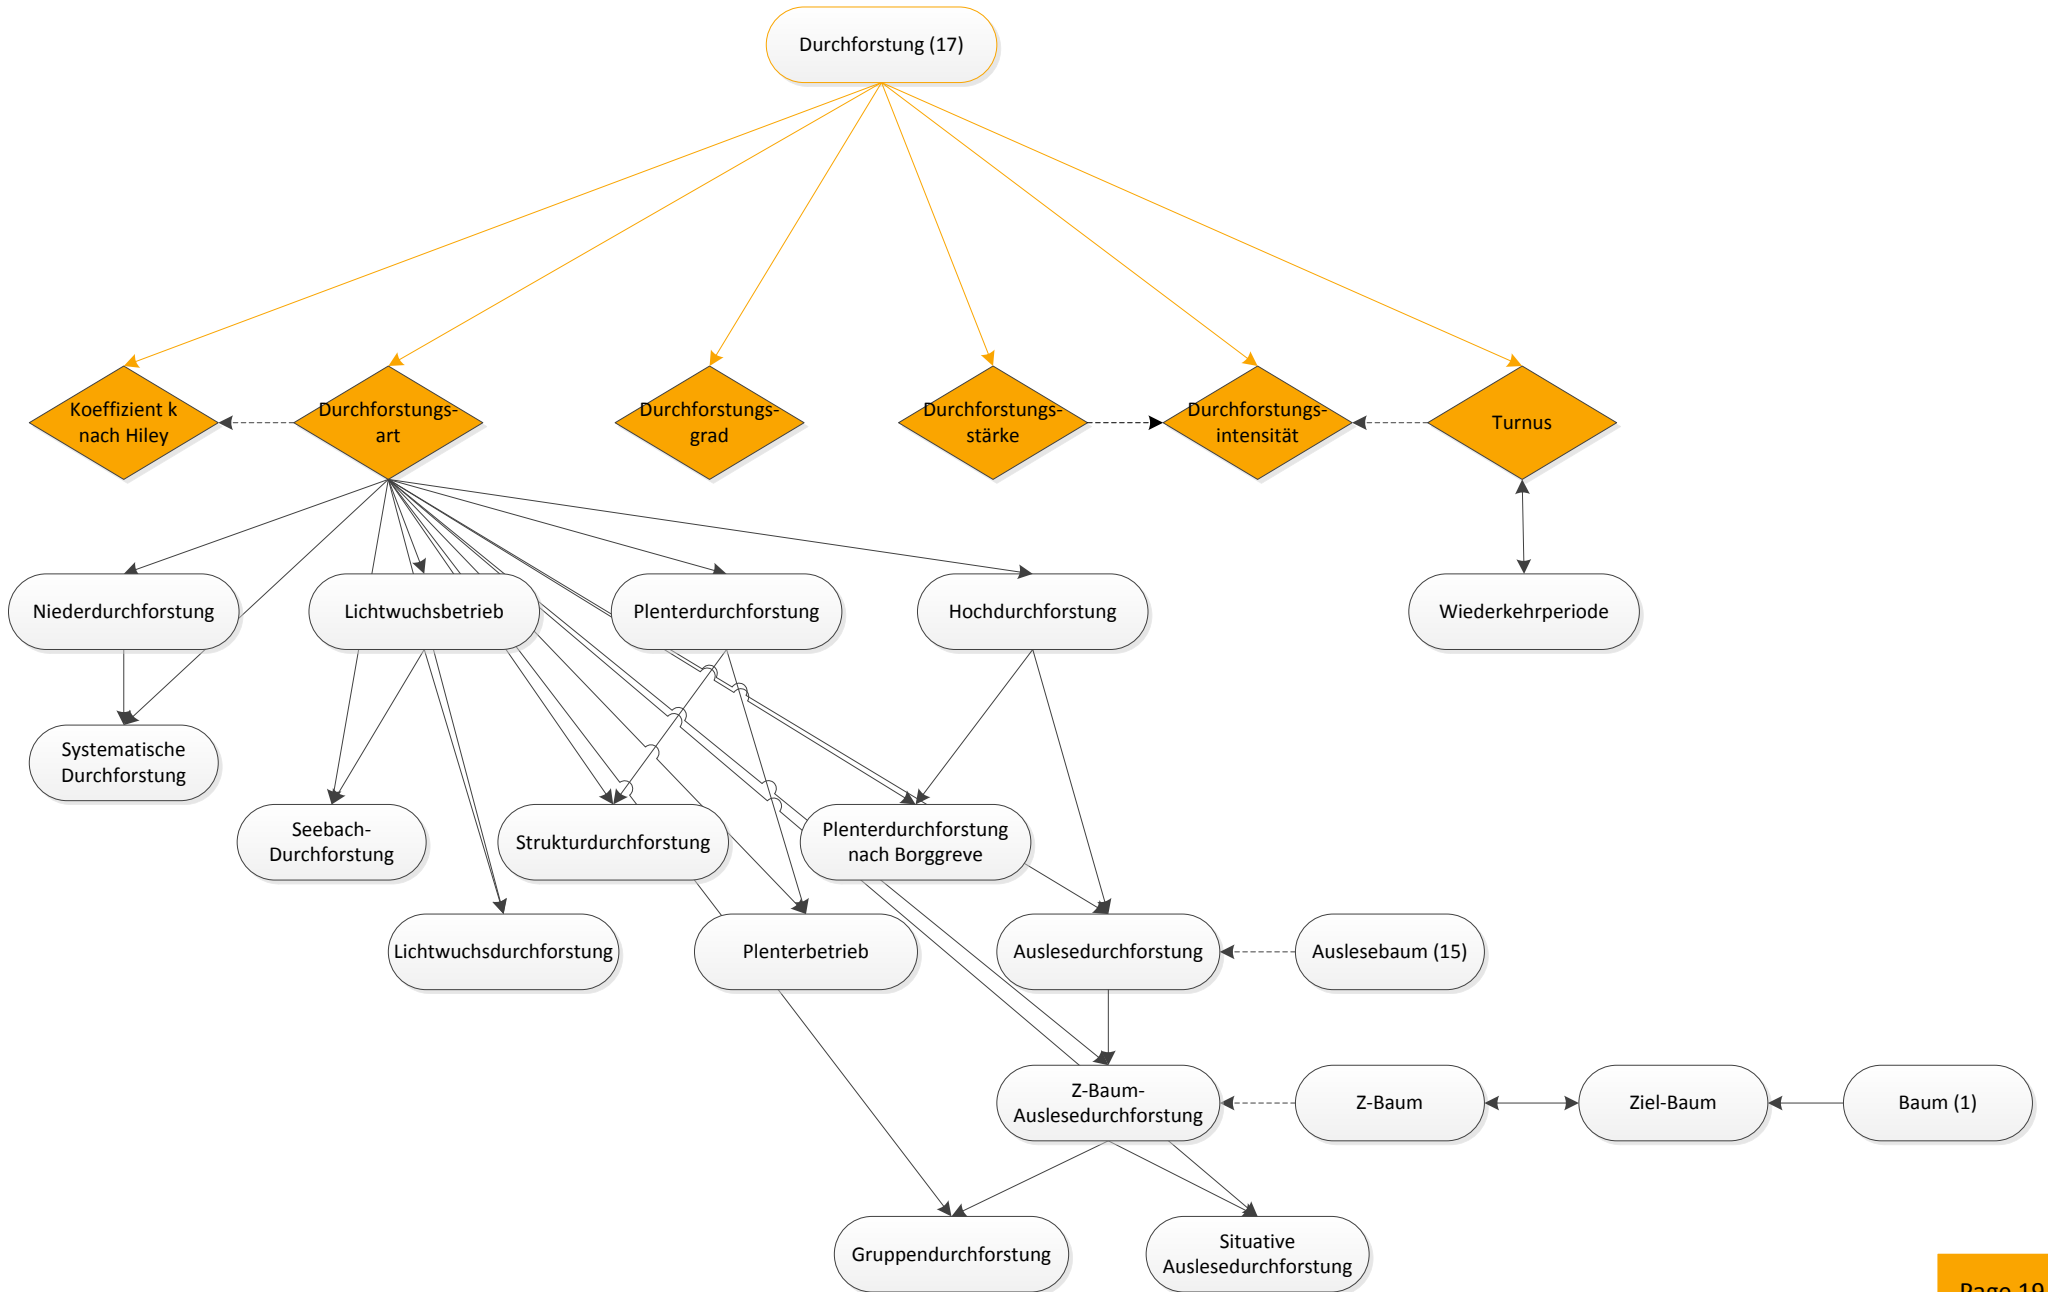 Durchforstung (17)
Koeffizient k
nach Hiley
Durchforstungs-
art
Durchforstungs-
grad
Durchforstungs-
stärke
Durchforstungs-
intensität
Turnus
Niederdurchforstung
Lichtwuchsbetrieb
Plenterdurchforstung
Hochdurchforstung
Wiederkehrperiode
Systematische
Durchforstung
Seebach-
Durchforstung
Strukturdurchforstung
Plenterdurchforstung
nach Borggreve
Lichtwuchsdurchforstung
Plenterbetrieb
Auslesedurchforstung
Auslesebaum (15)
Z-Baum-
Auslesedurchforstung
Z-Baum
Ziel-Baum
Baum (1)
Gruppendurchforstung
Situative
Auslesedurchforstung
Page 19